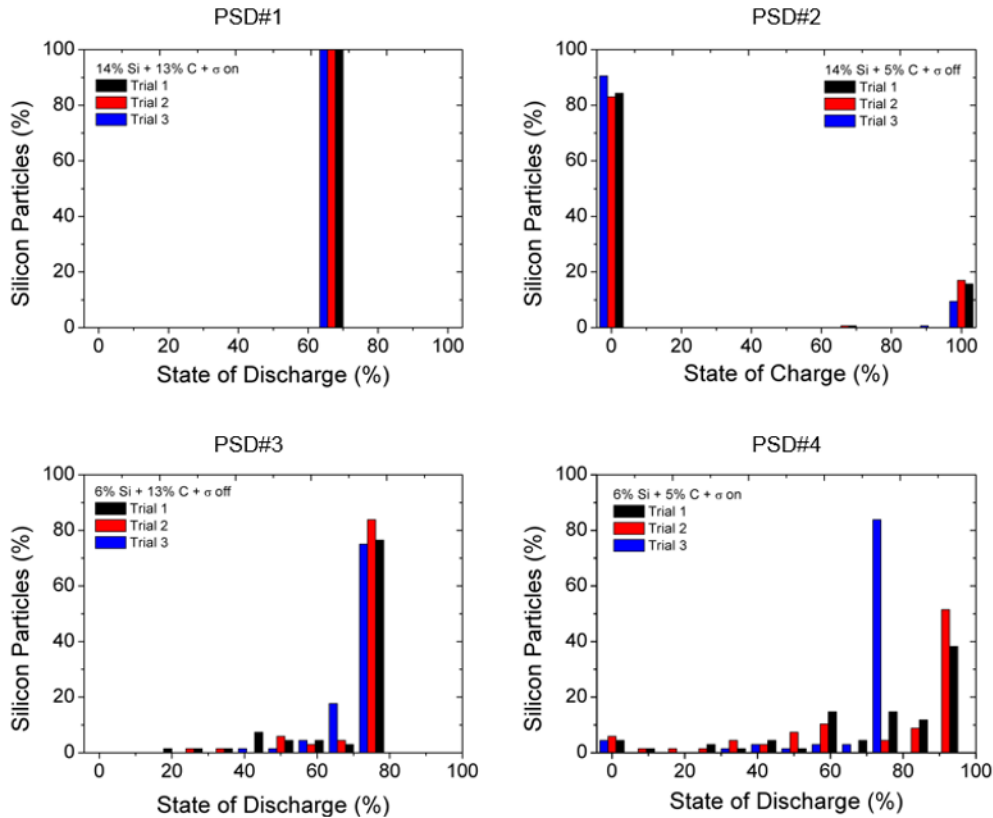 PSD#1
14% Si + 13% C + σ on
Trial 1
Trial 2
Trial 3
Silicon Particles (%)
100
80
60
40
20
0
0 20 40 60 80 100
State of Discharge (%)
PSD#2
14% Si + 5% C + σ off
Trial 1
Trial 2
Trial 3
Silicon Particles (%)
100
80
60
40
20
0
0 20 40 60 80 100
State of Charge (%)
PSD#3
6% Si + 13% C + σ off
Trial 1
Trial 2
Trial 3
Silicon Particles (%)
100
80
60
40
20
0
0 20 40 60 80 100
State of Discharge (%)
PSD#4
6% Si + 5% C + σ on
Trial 1
Trial 2
Trial 3
Silicon Particles (%)
100
80
60
40
20
0
0 20 40 60 80 100
State of Discharge (%)